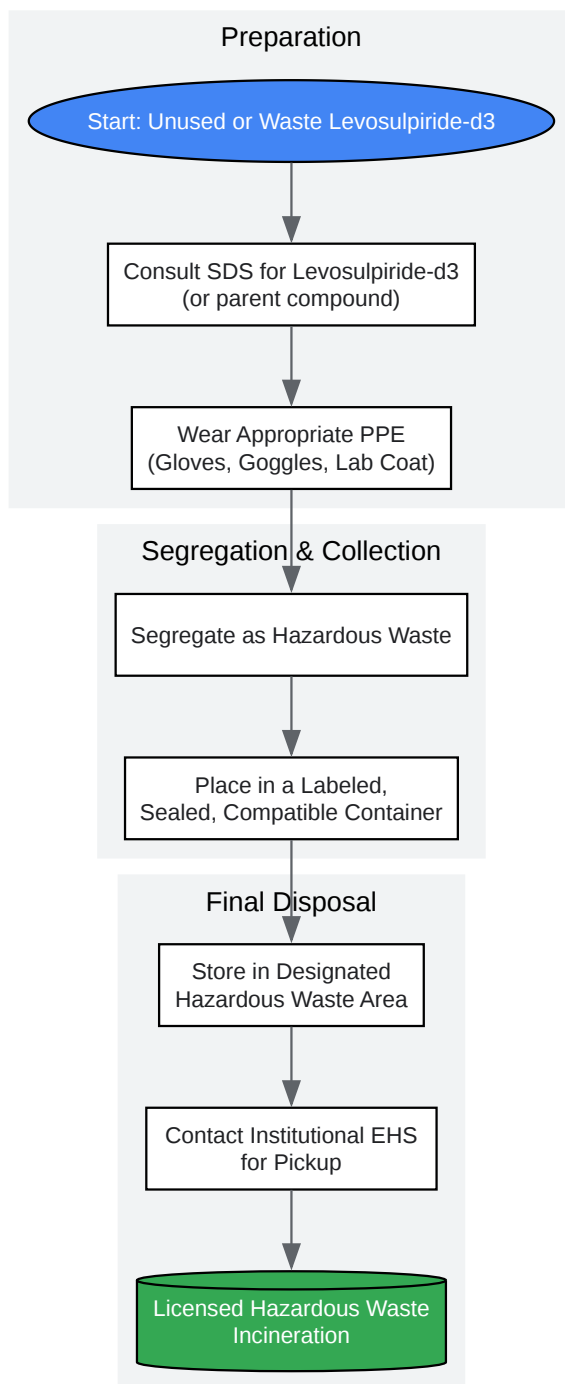 Preparation
Start: Unused or Waste Levosulpiride-d3
Consult SDS for Levosulpiride-d3
(or parent compound)
Wear Appropriate PPE
(Gloves, Goggles, Lab Coat)
Segregation & Collection
Segregate as Hazardous Waste
Place in a Labeled,
Sealed, Compatible Container
Final Disposal
Store in Designated
Hazardous Waste Area
Contact Institutional EHS
for Pickup
Licensed Hazardous Waste
Incineration